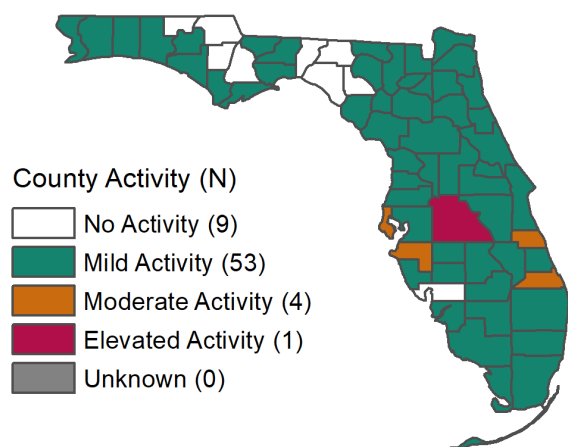 County Activity (N)
No Activity (9)
Mild Activity (53)
Moderate Activity (4)
Elevated Activity (1)
Unknown (0)